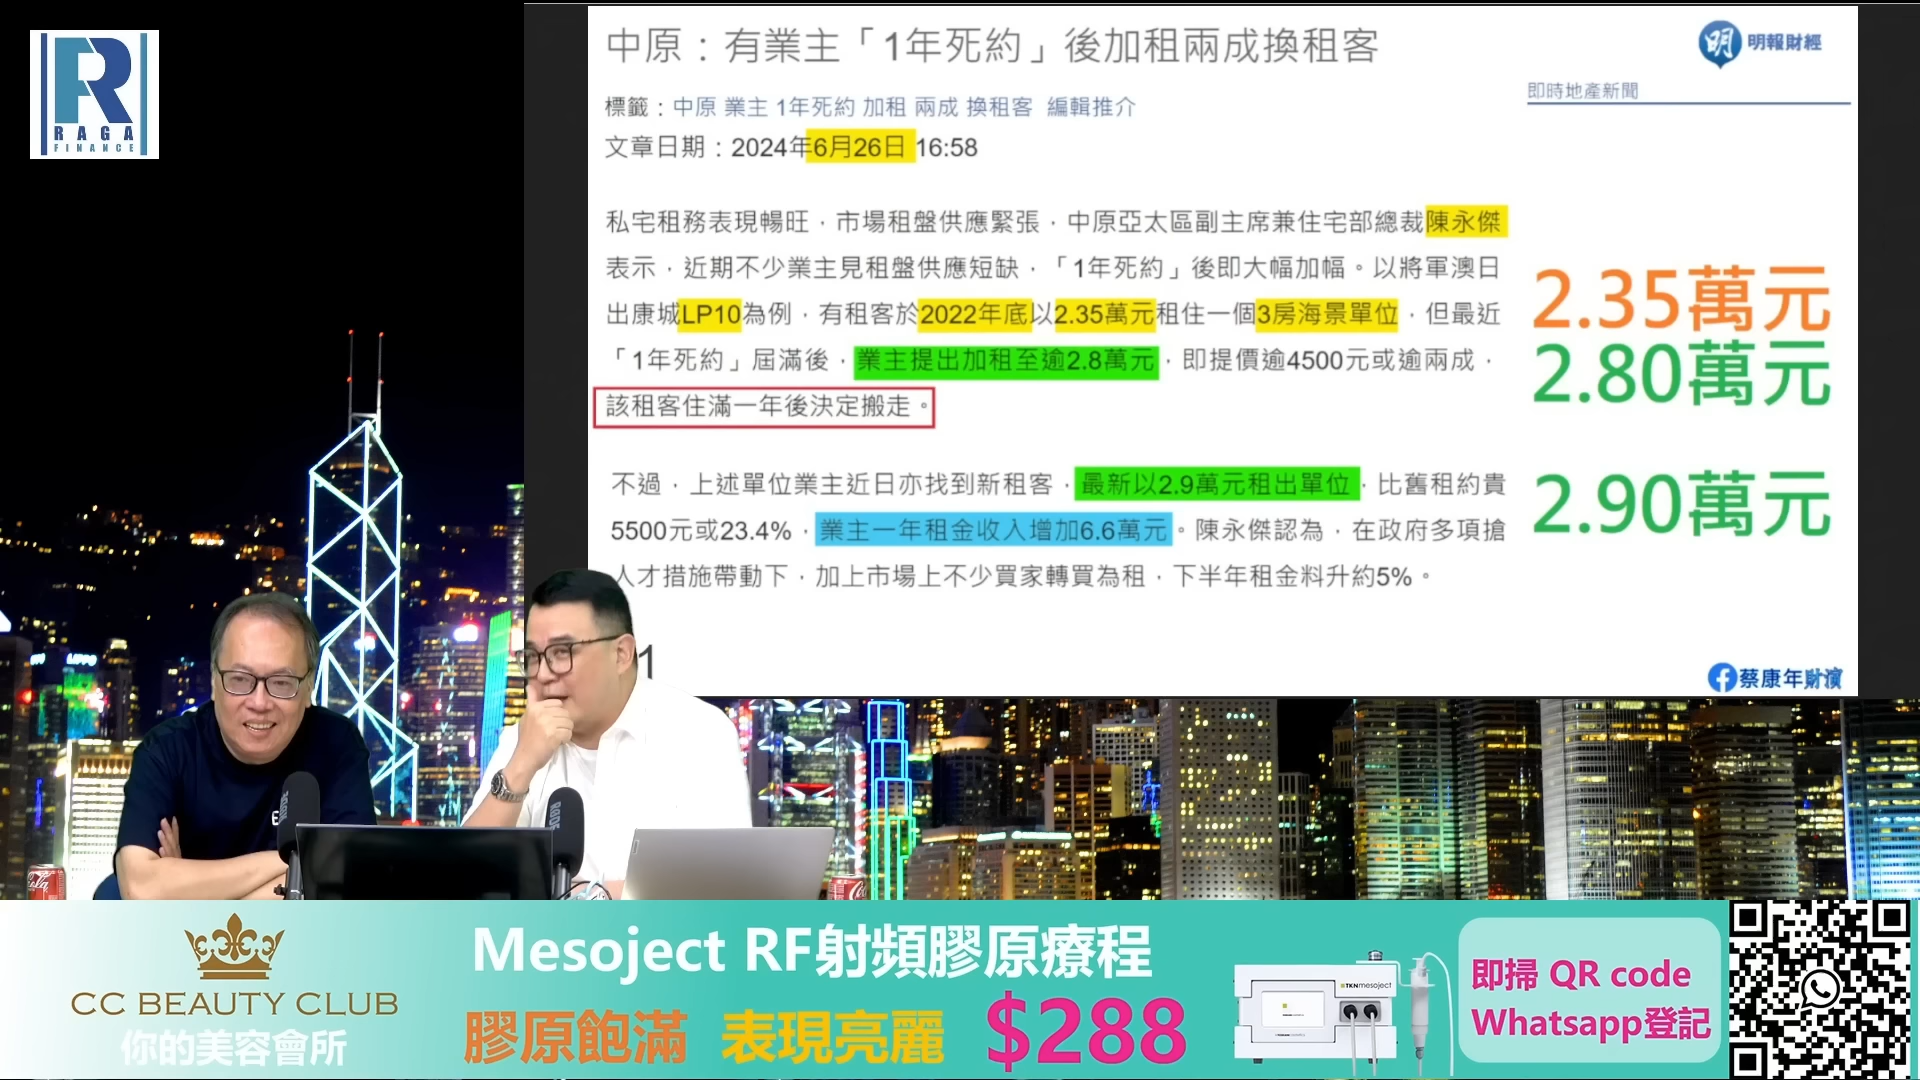 RAGA
FINANCE
中原：有業主「1年死約」後加租兩成換租客
明 明報財經
即時地產新聞
標籤：中原 業主 1年死約 加租 兩成 換租客 編輯推介
文章日期：2024年6月26日 16:58
私宅租務表現暢旺，市場租盤供應緊張，中原亞太區副主席兼住宅部總裁陳永傑
表示，近期不少業主見租盤供應短缺，「1年死約」後即大幅加幅。以將軍澳日
出康城LP10為例，有租客於2022年底以2.35萬元租住一個3房海景單位，但最近
「1年死約」屆滿後，業主提出加租至逾2.8萬元，即提價逾4500元或逾兩成，
該租客住滿一年後決定搬走。
2.35萬元
2.80萬元
不過，上述單位業主近日亦找到新租客，最新以2.9萬元租出單位，比舊租約貴
5500元或23.4%，業主一年租金收入增加6.6萬元。陳永傑認為，在政府多項搶
人才措施帶動下，加上市場上不少買家轉買為租，下半年租金料升約5%。
2.90萬元
1
蔡康年財演
LIPPO
RODE
RODE
CC BEAUTY CLUB
你的美容會所
Mesoject RF射頻膠原療程
膠原飽滿 表現亮麗 $288
TKNmesoject
即掃 QR code
Whatsapp登記